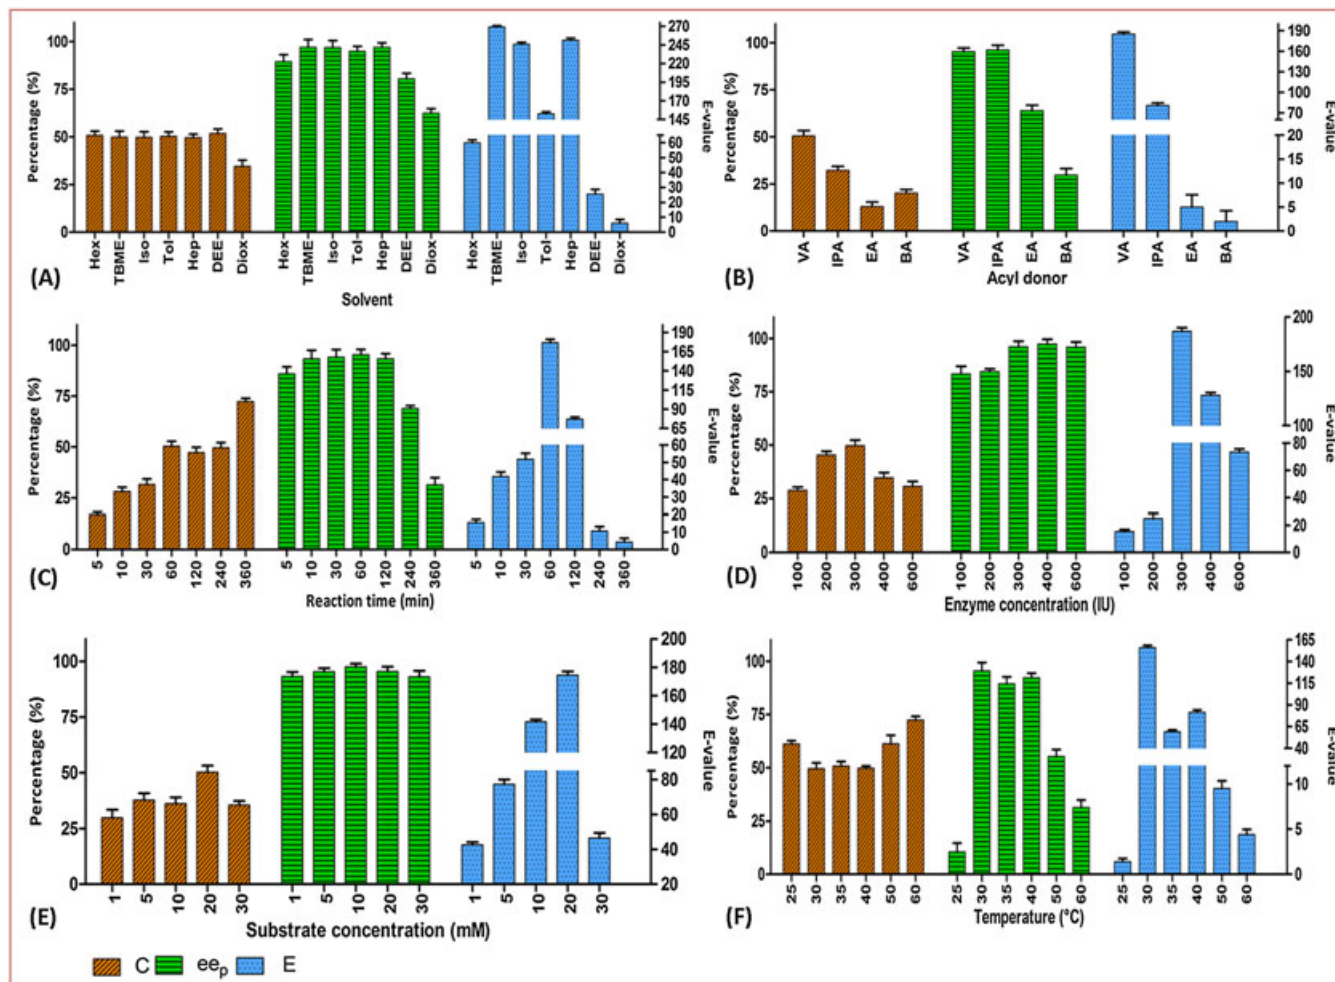 Percentage (%)
100
75
50
25
0
270
245
220
195
170
145
60
50
40
30
20
10
0
E-value
Hex TBME Iso Tol Hep DEE Diox Hex TBME Iso Tol Hep DEE Diox Hex TBME Iso Tol Hep DEE Diox
(A)
Solvent
Percentage (%)
100
75
50
25
0
190
160
130
100
70
20
15
10
5
0
E-value
VA IPA EA BA VA IPA EA BA VA IPA EA BA
(B)
Acyl donor
Percentage (%)
100
75
50
25
0
190
165
140
115
90
65
60
50
40
30
20
10
0
E-value
5 10 30 60 120 240 360 5 10 30 60 120 240 360 5 10 30 60 120 240 360
(C)
Reaction time (min)
Percentage (%)
100
75
50
25
0
200
150
100
80
60
40
20
0
E-value
100 200 300 400 600 100 200 300 400 600 100 200 300 400 600
(D)
Enzyme concentration (IU)
Percentage (%)
100
75
50
25
0
200
180
160
140
120
80
60
40
20
E-value
1 5 10 20 30 1 5 10 20 30 1 5 10 20 30
(E)
Substrate concentration (mM)
Percentage (%)
100
75
50
25
0
165
140
115
90
65
40
10
5
0
E-value
25 30 35 40 50 60 25 30 35 40 50 60 25 30 35 40 50 60
(F)
Temperature (°C)
C eep E